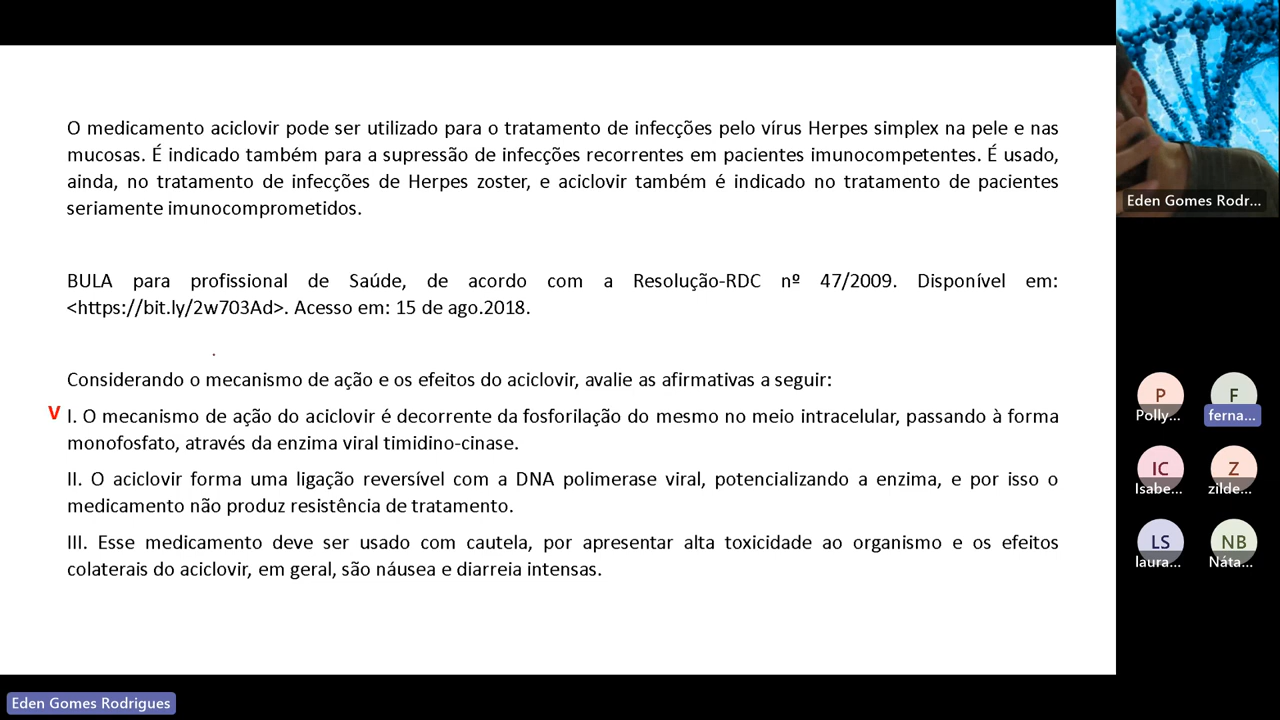 O medicamento aciclovir pode ser utilizado para o tratamento de infecções pelo vírus Herpes simplex na pele e nas
mucosas. É indicado também para a supressão de infecções recorrentes em pacientes imunocompetentes. É usado,
ainda, no tratamento de infecções de Herpes zoster, e aciclovir também é indicado no tratamento de pacientes
seriamente imunocomprometidos.
BULA para profissional de Saúde, de acordo com a Resolução-RDC nº 47/2009. Disponível em:
<https://bit.ly/2w703Ad>. Acesso em: 15 de ago.2018.
.
Considerando o mecanismo de ação e os efeitos do aciclovir, avalie as afirmativas a seguir:
V I. O mecanismo de ação do aciclovir é decorrente da fosforilação do mesmo no meio intracelular, passando à forma
monofosfato, através da enzima viral timidino-cinase.
II. O aciclovir forma uma ligação reversível com a DNA polimerase viral, potencializando a enzima, e por isso o
medicamento não produz resistência de tratamento.
III. Esse medicamento deve ser usado com cautela, por apresentar alta toxicidade ao organismo e os efeitos
colaterais do aciclovir, em geral, são náusea e diarreia intensas.
Eden Gomes Rodr...
P F
Polly... ferna...
IC Z
Isabe... zilde...
LS NB
laura... Náta...
Eden Gomes Rodrigues